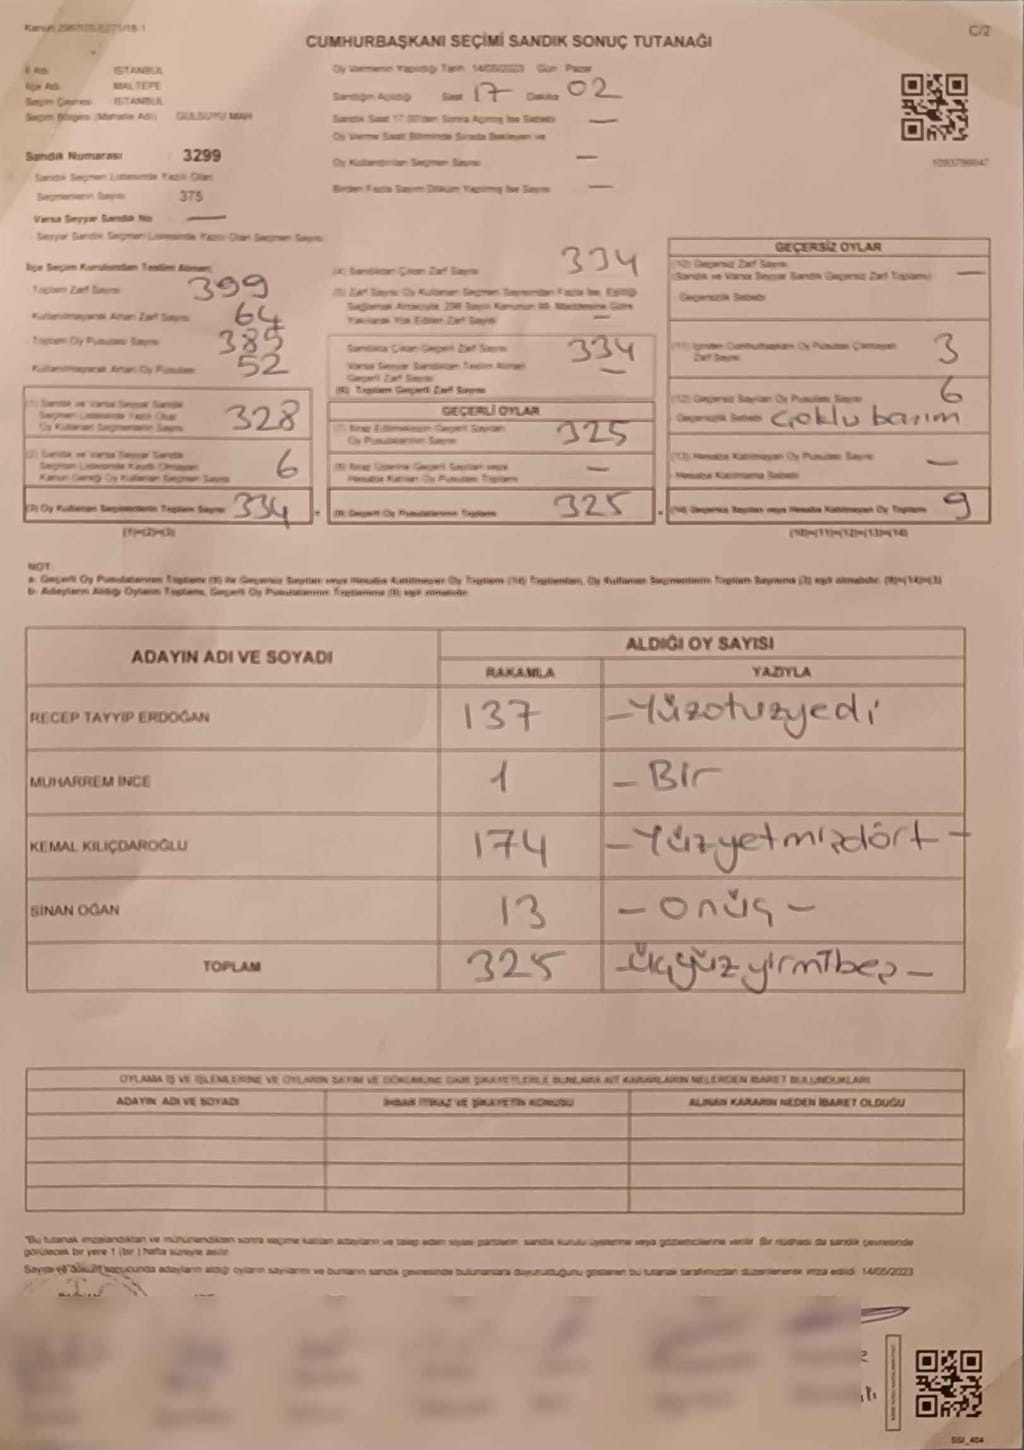 Kanun
C/2
CUMHURBAŞKANI SEÇİMİ SANDIK SONUÇ TUTANAĞI
İl Adı İSTANBUL
İlçe Adı MALTEPE
Seçim Çevresi İSTANBUL
Seçim Bölgesi (Mahalle Adı) GÜLSUYU MAH
Sandık Numarası : 3299
Sandık Seçmen Listesinde Yazılı Olan
Seçmenlerin Sayısı 375
Varsa Seyyar Sandık No —
Seyyar Sandık Seçmen Listesinde Yazılı Olan Seçmen Sayısı
Oy Vermenin Yapıldığı Tarih 14/05/2023 Gün Pazar
Sandığın Açıldığı Saat 17 Dakika 02
Sandık Saat 17.00'den Sonra Açılmış İse Sebebi —
Oy Verme Saati Bitiminde Sırada Bekleyen ve
Oy Kullandırılan Seçmen Sayısı —
Birden Fazla Sayım Döküm Yapılmış İse Sayısı —
İlçe Seçim Kurulundan Teslim Alınan;
Toplam Zarf Sayısı 399
Kullanılmayarak Artan Zarf Sayısı 64
Toplam Oy Pusulası Sayısı 385
Kullanılmayarak Artan Oy Pusulası 52
(1) Sandık ve Varsa Seyyar Sandık
Seçmen Listesinde Yazılı Olup
Oy Kullanan Seçmenlerin Sayısı 328
(2) Sandık ve Varsa Seyyar Sandık
Seçmen Listesinde Kayıtlı Olmayan
Kanun Gereği Oy Kullanan Seçmen Sayısı 6
(3) Oy Kullanan Seçmenlerin Toplam Sayısı 334
(1)+(2)=(3)
(4) Sandıktan Çıkan Zarf Sayısı 334
(5) Zarf Sayısı Oy Kullanan Seçmen Sayısından Fazla İse, Eşitliği
Sağlamak Amacıyla 298 Sayılı Kanunun 98. Maddesine Göre
Yakılarak Yok Edilen Zarf Sayısı —
Sandıkta Çıkan Geçerli Zarf Sayısı 334
Varsa Seyyar Sandıktan Teslim Alınan
Geçerli Zarf Sayısı —
(6) Toplam Geçerli Zarf Sayısı
GEÇERLİ OYLAR
(7) İtiraz Edilmeksizin Geçerli Sayılan
Oy Pusulalarının Sayısı 325
(8) İtiraz Üzerine Geçerli Sayılan veya
Hesaba Katılan Oy Pusulası Toplamı —
(9) Geçerli Oy Pusulalarının Toplamı 325
GEÇERSİZ OYLAR
(10) Geçersiz Zarf Sayısı
(Sandık ve Varsa Seyyar Sandık Geçersiz Zarf Toplamı) —
Geçersizlik Sebebi
(11) İçinden Cumhurbaşkanı Oy Pusulası Çıkmayan
Zarf Sayısı 3
(12) Geçersiz Sayılan Oy Pusulası Sayısı 6
Geçersizlik Sebebi Çoklu basım
(13) Hesaba Katılmayan Oy Pusulası Sayısı —
Hesaba Katılmama Sebebi
(14) Geçersiz Sayılan veya Hesaba Katılmayan Oy Toplamı 9
(10)+(11)+(12)+(13)=(14)
NOT:
a- Geçerli Oy Pusulalarının Toplamı (9) ile Geçersiz Sayılan veya Hesaba Katılmayan Oy Toplamı (14) Toplamları, Oy Kullanan Seçmenlerin Toplam Sayısına (3) eşit olmalıdır. (9)+(14)=(3)
b- Adayların Aldığı Oyların Toplamı, Geçerli Oy Pusulalarının Toplamına (9) eşit olmalıdır.
ADAYIN ADI VE SOYADI ALDIĞI OY SAYISI
RAKAMLA YAZIYLA
RECEP TAYYİP ERDOĞAN 137 -Yüzotuzyedi
MUHARREM İNCE 1 - Bir
KEMAL KILIÇDAROĞLU 174 -Yüzyetmişdört-
SİNAN OĞAN 13 - onüç -
TOPLAM 325 -üçyüzyirmibeş-
OYLAMA İŞ VE İŞLEMLERİNE VE OYLARIN SAYIM VE DÖKÜMÜNE DAİR ŞİKAYETLERLE BUNLARA AİT KARARLARIN NELERDEN İBARET BULUNDUKLARI
ADAYIN ADI VE SOYADI İHBAR İTİRAZ VE ŞİKAYETİN KONUSU ALINAN KARARIN NEDEN İBARET OLDUĞU
*Bu tutanak imzalandıktan ve mühürlendikten sonra seçime katılan adayların ve talep eden siyasi partilerin sandık kurulu üyelerine veya gözlemcilerine verilir. Bir nüshası da sandık çevresinde
görülecek bir yere 1 (bir) hafta süreyle asılır.
Sayım ve döküm sonucunda adayların aldığı oyların sayılarını ve bunların sandık çevresinde bulunanlara duyurulduğunu gösteren bu tutanak tarafımızdan düzenlenerek imza edildi. 14/05/2023
SSI_404